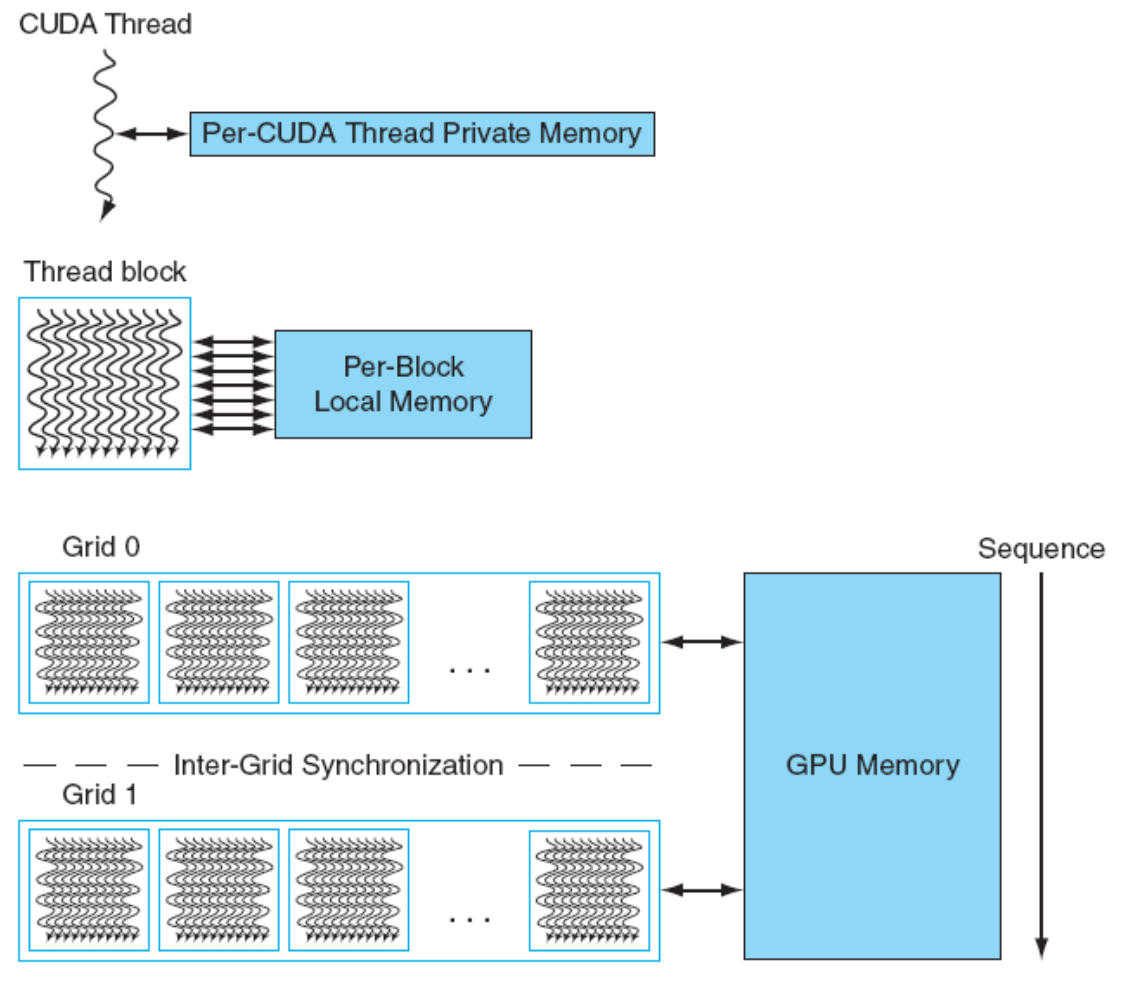 CUDA Thread
Per-CUDA Thread Private Memory
Thread block
Per-Block
Local Memory
Grid 0
Sequence
. . .
Inter-Grid Synchronization
GPU Memory
Grid 1
. . .